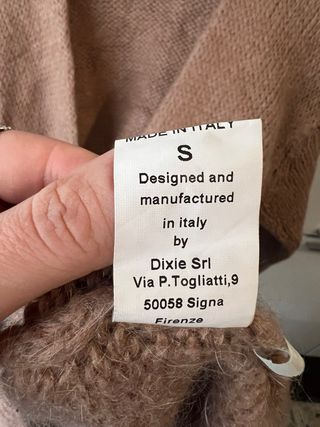 MADE IN ITALY
S
Designed and
manufactured
in italy
by
Dixie Srl
Via P.Togliatti,9
50058 Signa
Firenze